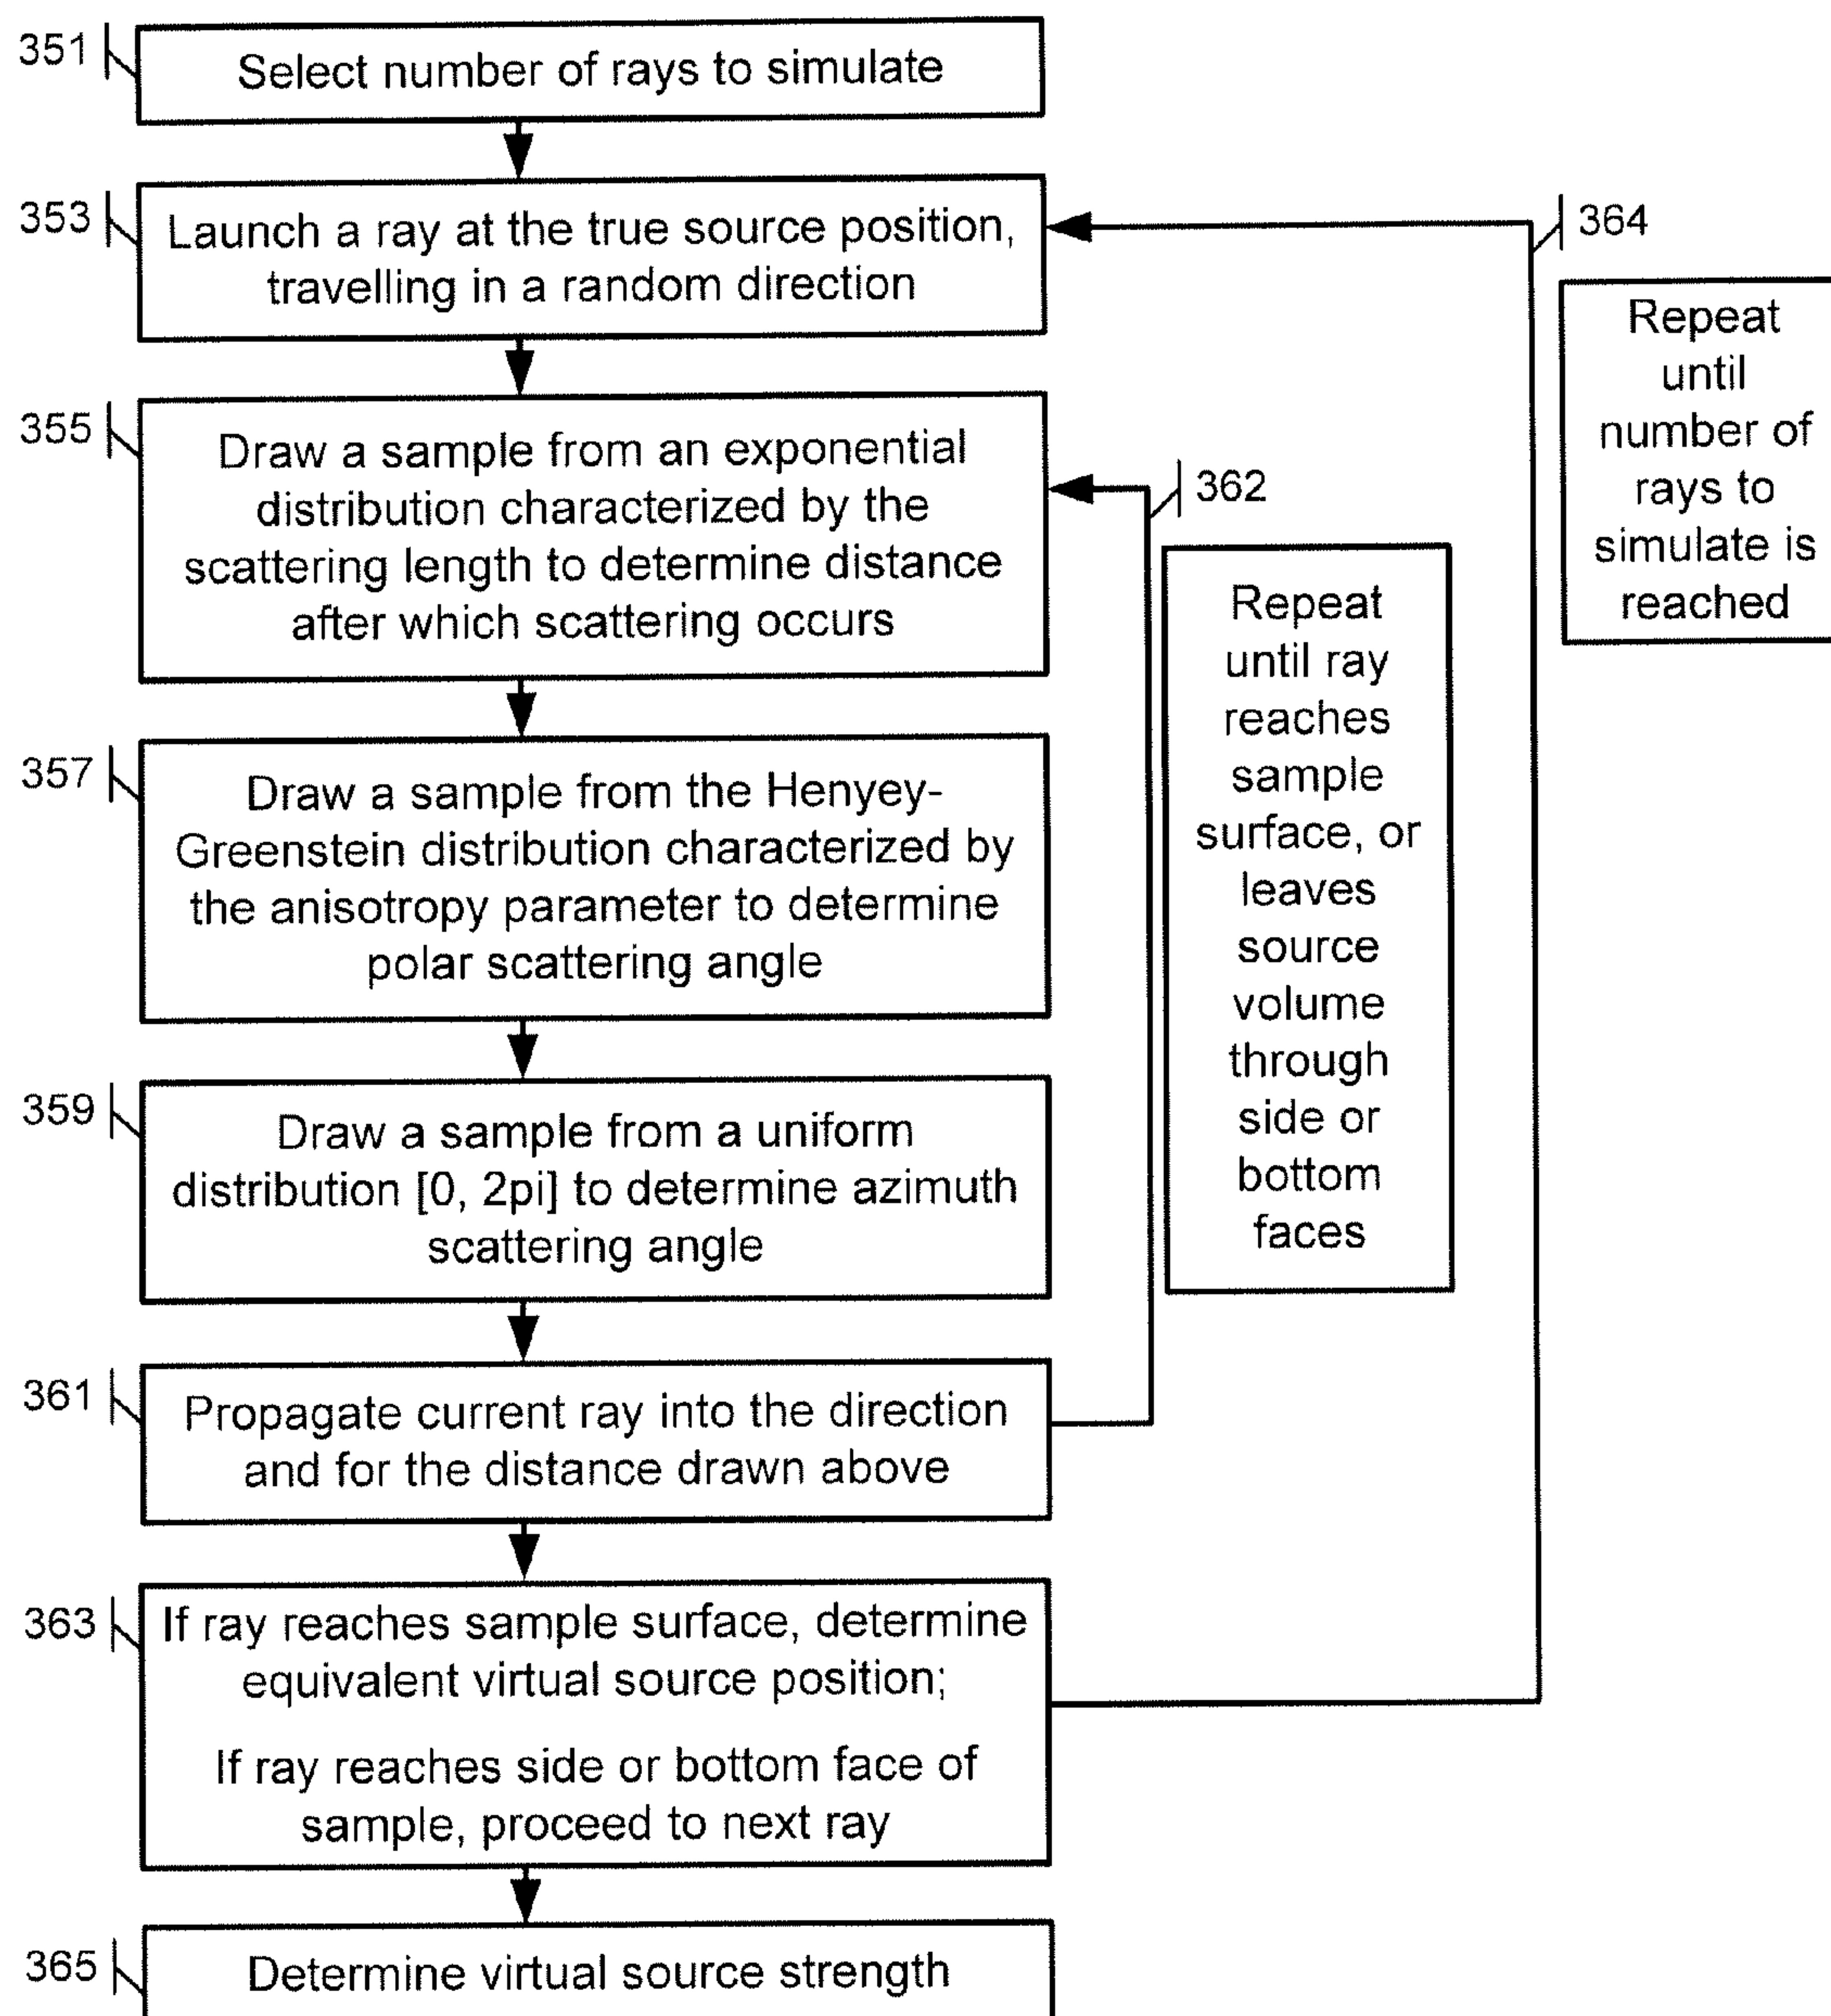 351
Select number of rays to simulate
353
Launch a ray at the true source position,
travelling in a random direction
364
Repeat
until
number of
rays to
simulate is
reached
355
Draw a sample from an exponential
distribution characterized by the
scattering length to determine distance
after which scattering occurs
362
Repeat
until ray
reaches
sample
surface, or
leaves
source
volume
through
side or
bottom
faces
357
Draw a sample from the Henyey-
Greenstein distribution characterized by
the anisotropy parameter to determine
polar scattering angle
359
Draw a sample from a uniform
distribution [0, 2pi] to determine azimuth
scattering angle
361
Propagate current ray into the direction
and for the distance drawn above
363
If ray reaches sample surface, determine
equivalent virtual source position;
If ray reaches side or bottom face of
sample, proceed to next ray
365
Determine virtual source strength